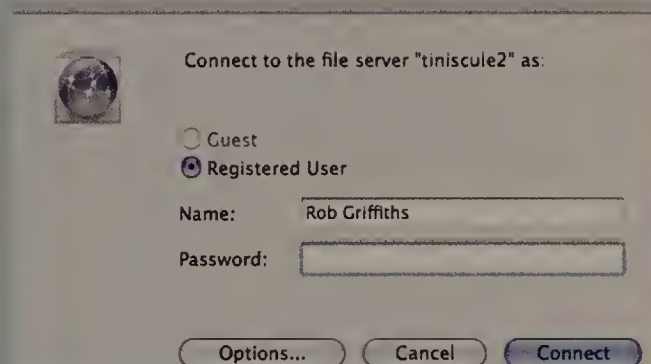 Connect to the file server "tiniscule2" as:
Guest
Registered User
Name: Rob Griffiths
Password:
Options... Cancel Connect